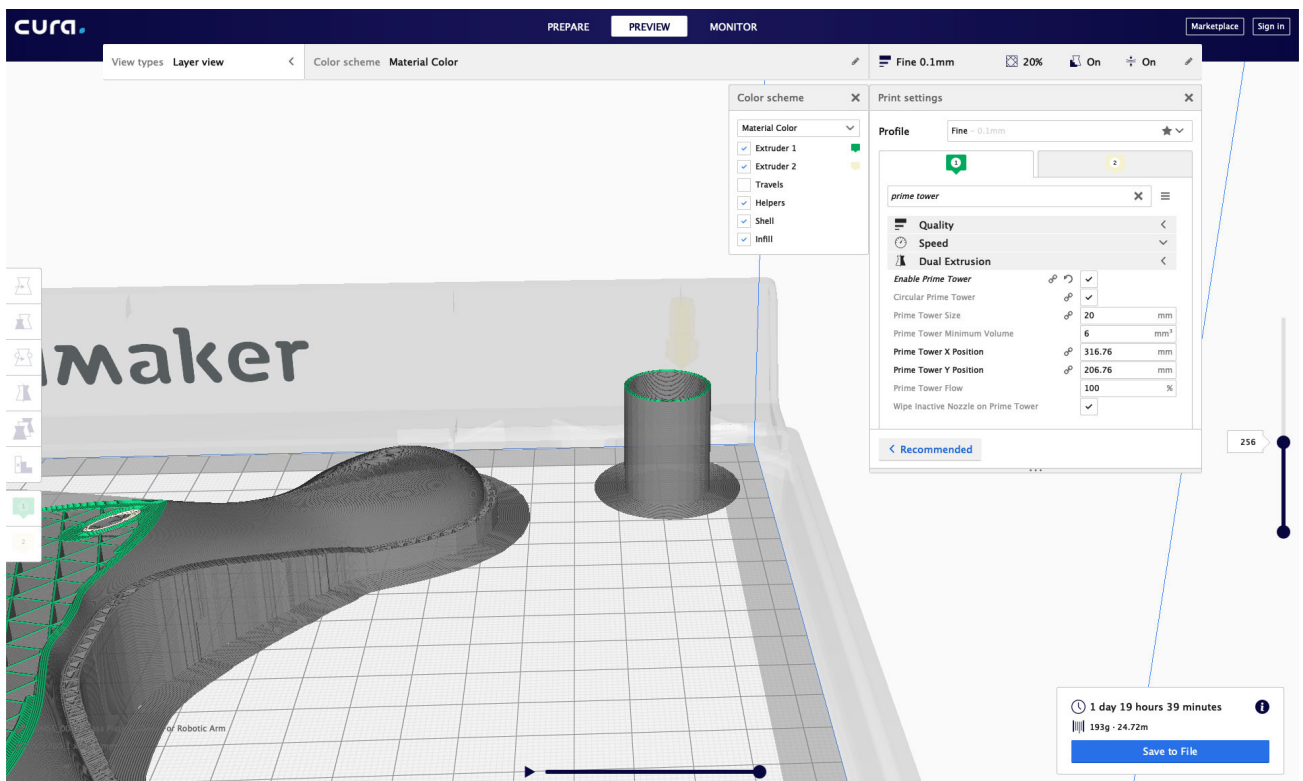 cura.
PREPARE
PREVIEW
MONITOR
Marketplace
Sign in
View types Layer view
Color scheme Material Color
Fine 0.1mm
20%
On
On
Color scheme
Material Color
Extruder 1
Extruder 2
Travels
Helpers
Shell
Infill
Print settings
Profile
Fine - 0.1mm
1
2
prime tower
Quality
Speed
Dual Extrusion
Enable Prime Tower
Circular Prime Tower
Prime Tower Size 20 mm
Prime Tower Minimum Volume 6 mm³
Prime Tower X Position 316.76 mm
Prime Tower Y Position 206.76 mm
Prime Tower Flow 100 %
Wipe Inactive Nozzle on Prime Tower
Recommended
maker
256
1
2
or Robotic Arm
1 day 19 hours 39 minutes
193g · 24.72m
Save to File